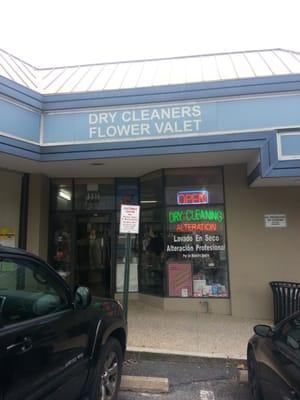 DRY CLEANERS
FLOWER VALET
OPEN
DRY CLEANING
ALTERATION
Lavado En Seco
Alteración Profesional